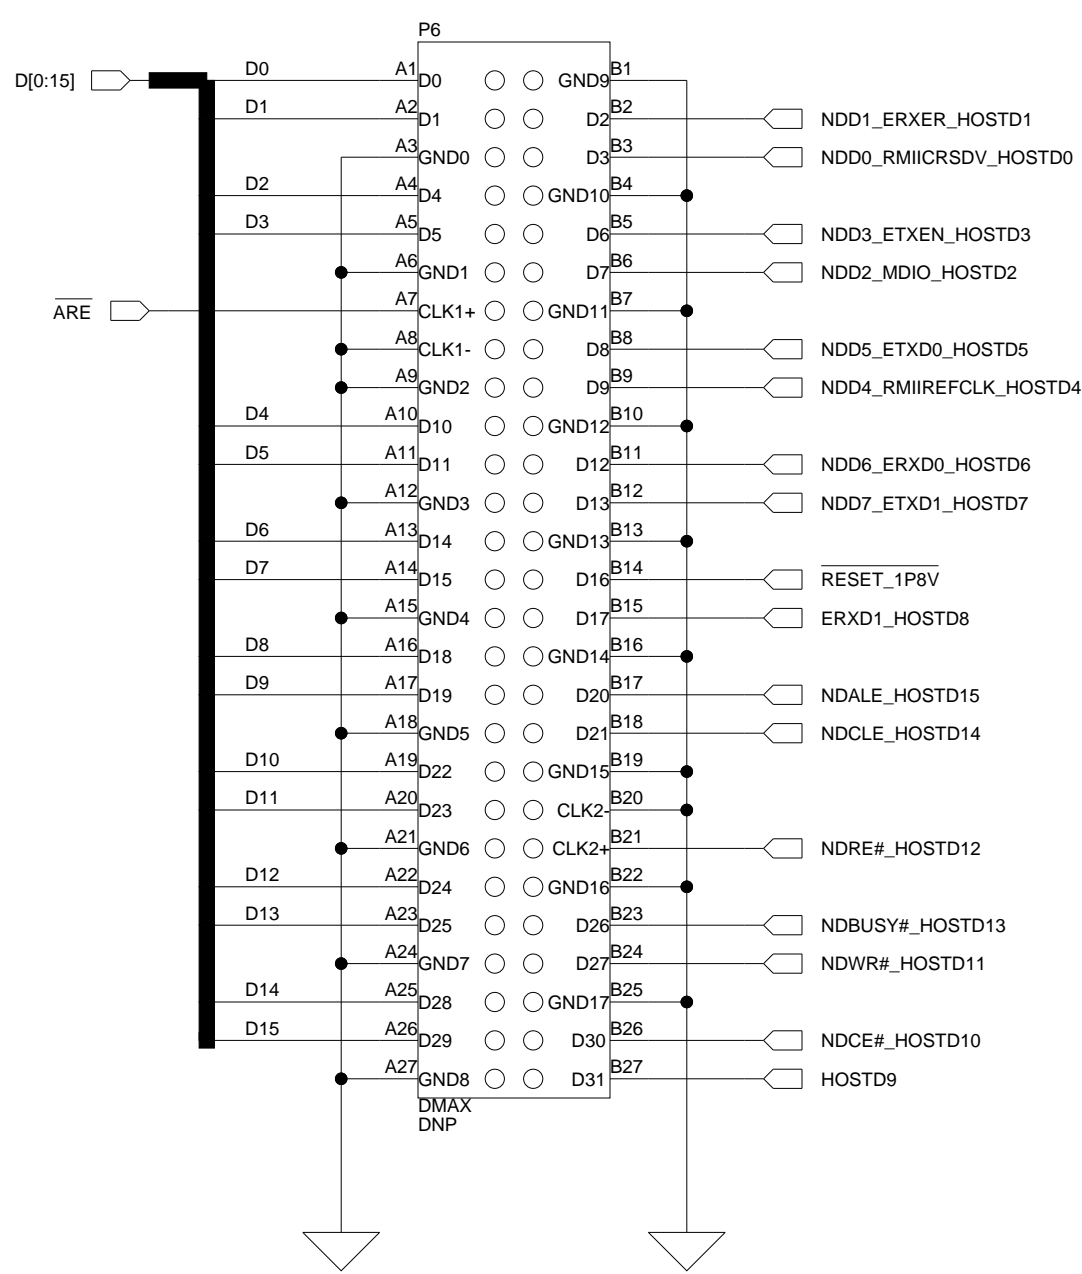 P6
D[0:15] D0 A1 D0 GND9 B1
D1 A2 D1 D2 B2 NDD1_ERXER_HOSTD1
A3 GND0 D3 B3 NDD0_RMIICRSDV_HOSTD0
D2 A4 D4 GND10 B4
D3 A5 D5 D6 B5 NDD3_ETXEN_HOSTD3
A6 GND1 D7 B6 NDD2_MDIO_HOSTD2
ARE A7 CLK1+ GND11 B7
A8 CLK1- D8 B8 NDD5_ETXD0_HOSTD5
A9 GND2 D9 B9 NDD4_RMIIREFCLK_HOSTD4
D4 A10 D10 GND12 B10
D5 A11 D11 D12 B11 NDD6_ERXD0_HOSTD6
A12 GND3 D13 B12 NDD7_ETXD1_HOSTD7
D6 A13 D14 GND13 B13
D7 A14 D15 D16 B14 RESET_1P8V
A15 GND4 D17 B15 ERXD1_HOSTD8
D8 A16 D18 GND14 B16
D9 A17 D19 D20 B17 NDALE_HOSTD15
A18 GND5 D21 B18 NDCLE_HOSTD14
D10 A19 D22 GND15 B19
D11 A20 D23 CLK2- B20
A21 GND6 CLK2+ B21 NDRE#_HOSTD12
D12 A22 D24 GND16 B22
D13 A23 D25 D26 B23 NDBUSY#_HOSTD13
A24 GND7 D27 B24 NDWR#_HOSTD11
D14 A25 D28 GND17 B25
D15 A26 D29 D30 B26 NDCE#_HOSTD10
A27 GND8 D31 B27 HOSTD9
DMAX
DNP